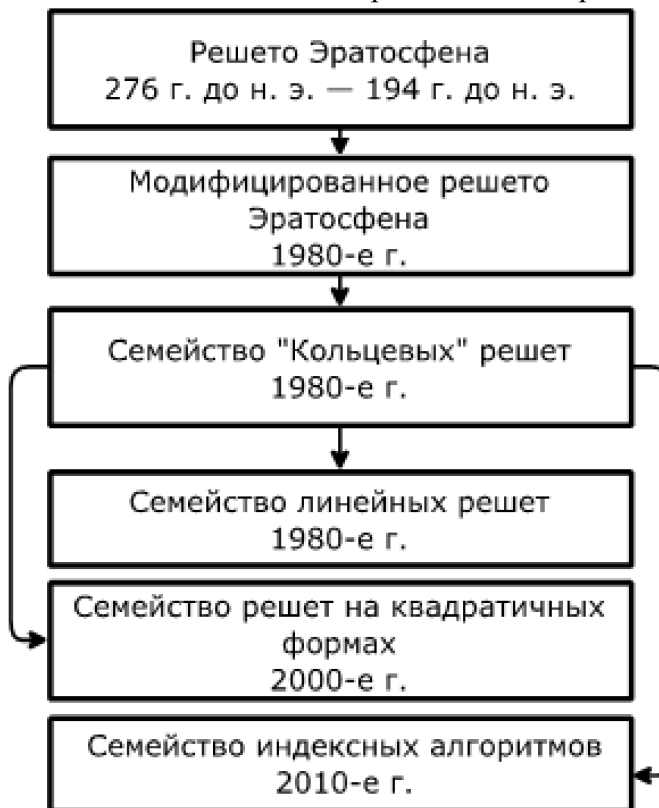 Решето Эратосфена
276 г. до н. э. — 194 г. до н. э.
Модифицированное решето
Эратосфена
1980-е г.
Семейство "Кольцевых" решет
1980-е г.
Семейство линейных решет
1980-е г.
Семейство решет на квадратичных
формах
2000-е г.
Семейство индексных алгоритмов
2010-е г.